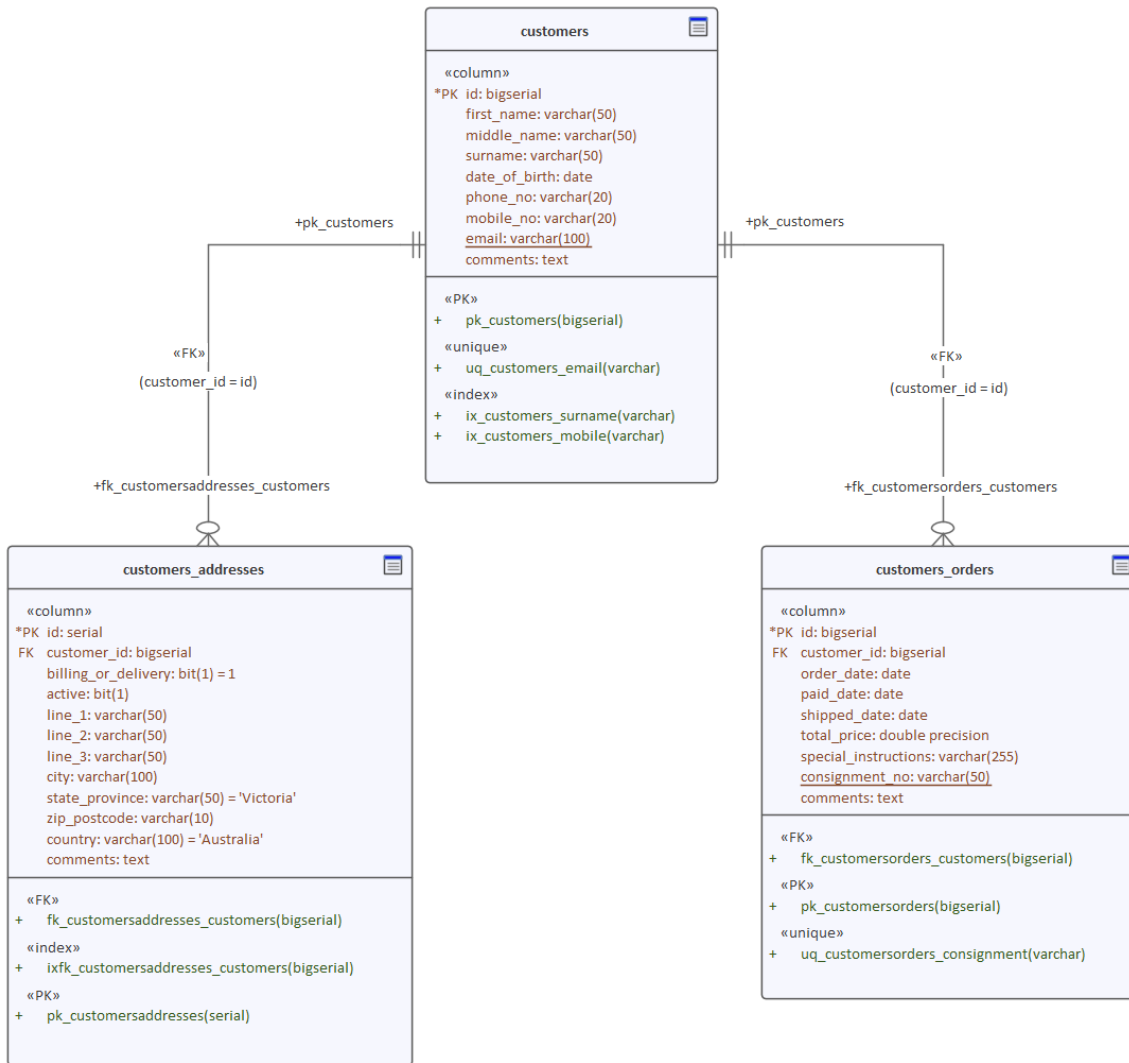 customers
«column»
*PK id: bigserial
first_name: varchar(50)
middle_name: varchar(50)
surname: varchar(50)
date_of_birth: date
phone_no: varchar(20)
mobile_no: varchar(20)
email: varchar(100)
comments: text
«PK»
+ pk_customers(bigserial)
«unique»
+ uq_customers_email(varchar)
«index»
+ ix_customers_surname(varchar)
+ ix_customers_mobile(varchar)
+pk_customers
«FK»
(customer_id = id)
+fk_customersaddresses_customers
+pk_customers
«FK»
(customer_id = id)
+fk_customersorders_customers
customers_addresses
«column»
*PK id: serial
FK customer_id: bigserial
billing_or_delivery: bit(1) = 1
active: bit(1)
line_1: varchar(50)
line_2: varchar(50)
line_3: varchar(50)
city: varchar(100)
state_province: varchar(50) = 'Victoria'
zip_postcode: varchar(10)
country: varchar(100) = 'Australia'
comments: text
«FK»
+ fk_customersaddresses_customers(bigserial)
«index»
+ ixfk_customersaddresses_customers(bigserial)
«PK»
+ pk_customersaddresses(serial)
customers_orders
«column»
*PK id: bigserial
FK customer_id: bigserial
order_date: date
paid_date: date
shipped_date: date
total_price: double precision
special_instructions: varchar(255)
consignment_no: varchar(50)
comments: text
«FK»
+ fk_customersorders_customers(bigserial)
«PK»
+ pk_customersorders(bigserial)
«unique»
+ uq_customersorders_consignment(varchar)